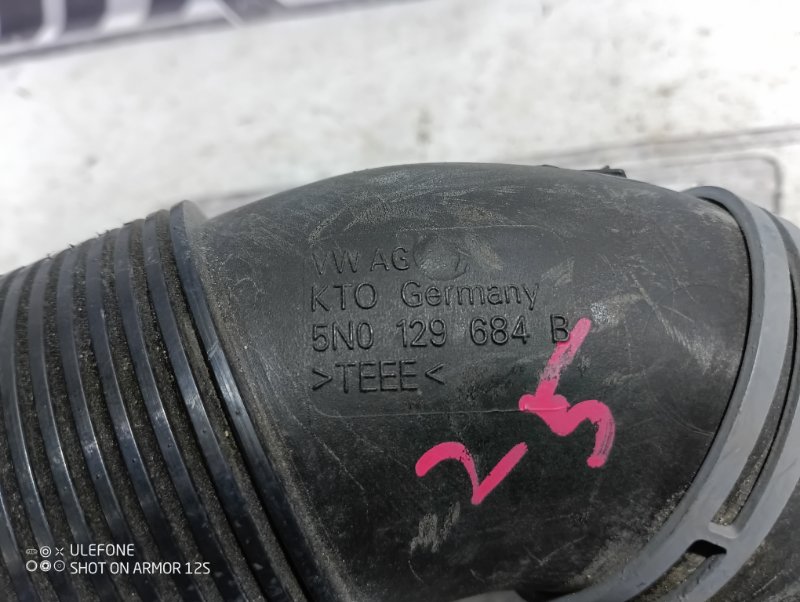 VW AG
KTO Germany
5N0 129 684 B
>TEEE<
25
ULEFONE
SHOT ON ARMOR 12S